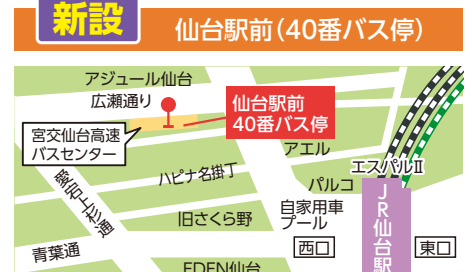 新設
仙台駅前(40番バス停)
アジュール仙台
広瀬通り
仙台駅前
40番バス停
宮交仙台高速
バスセンター
アエル
エスパルⅡ
ハピナ名掛丁
パルコ
愛宕上杉通
旧さくら野
自家用車
プール
JR仙台駅
西口
東口
青葉通
EDEN仙台